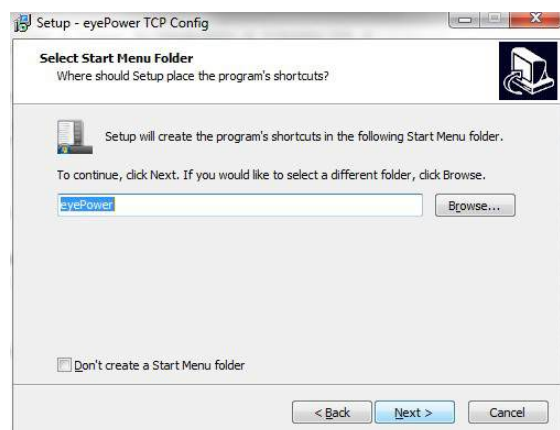 Setup - eyePower TCP Config
Select Start Menu Folder
Where should Setup place the program's shortcuts?
Setup will create the program's shortcuts in the following Start Menu folder.
To continue, click Next. If you would like to select a different folder, click Browse.
eyePower
Browse...
Don't create a Start Menu folder
< Back
Next >
Cancel